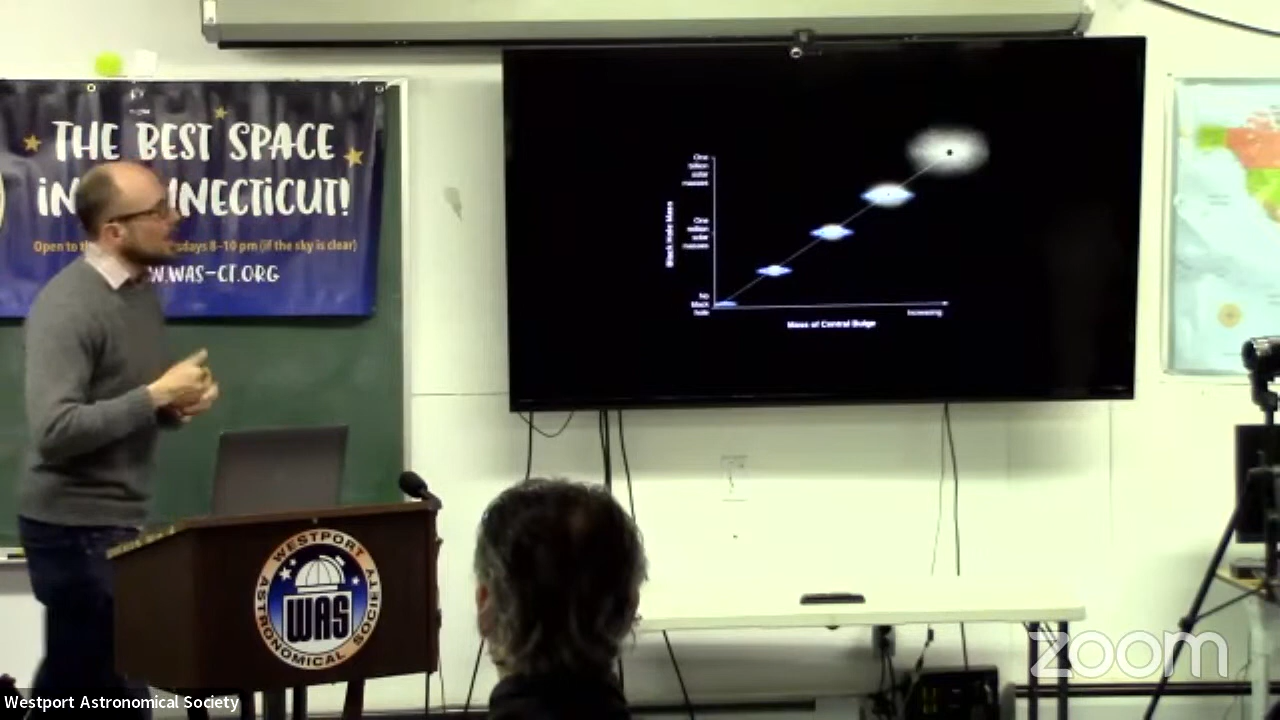 THE BEST SPACE
IN CONNECTICUT!
Open to th sdays 8-10 pm (if the sky is clear)
W.WAS-CT.ORG
One
billion
solar
masses
One
million
solar
masses
No
black
hole
Black Hole Mass
Increasing
Mass of Central Bulge
WESTPORT
ASTRONOMICAL SOCIETY
WAS
zoom
Westport Astronomical Society